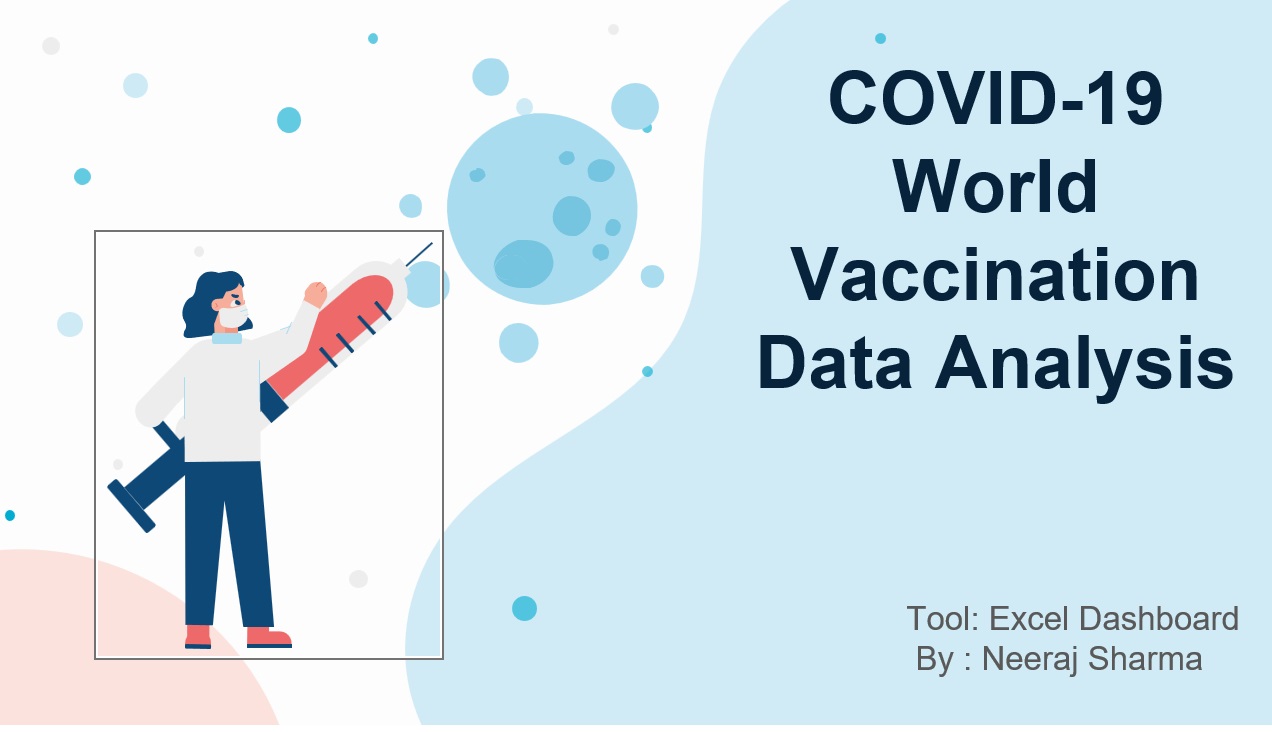 COVID-19
World
Vaccination
Data Analysis
Tool: Excel Dashboard
By : Neeraj Sharma